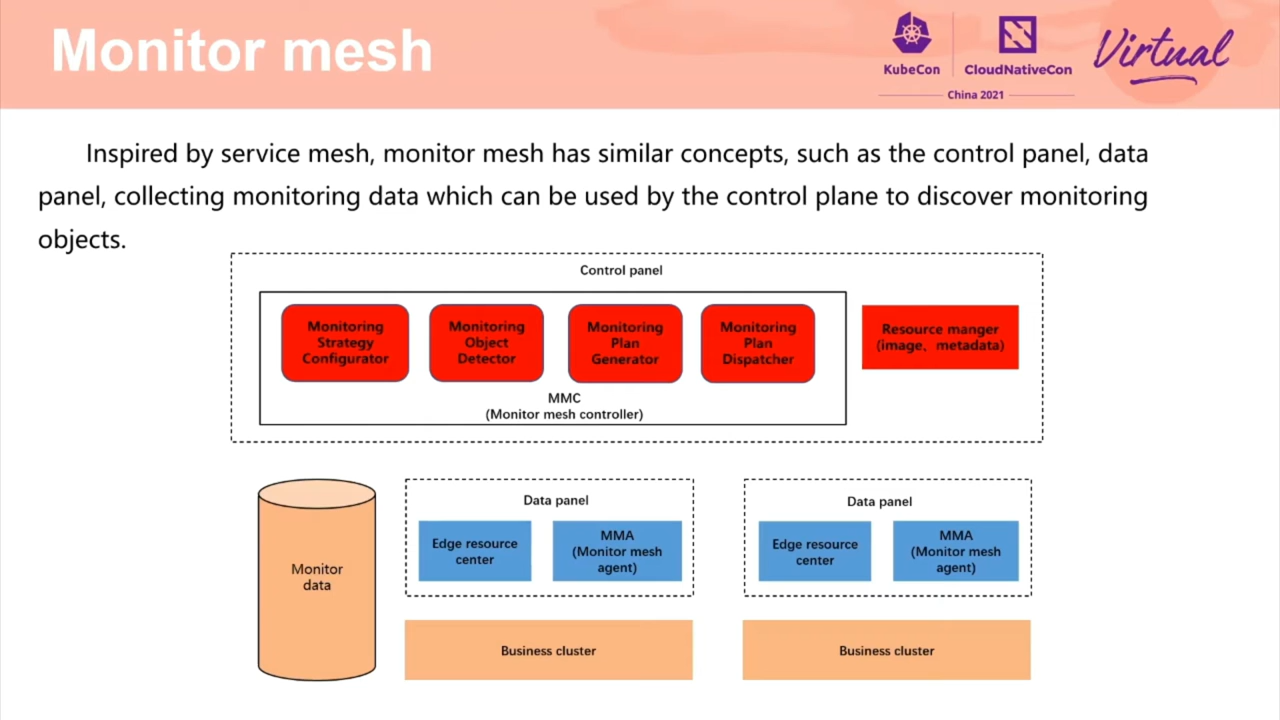 Monitor mesh
KubeCon
CloudNativeCon
China 2021
Virtual
Inspired by service mesh, monitor mesh has similar concepts, such as the control panel, data
panel, collecting monitoring data which can be used by the control plane to discover monitoring
objects.
Control panel
Monitoring
Strategy
Configurator
Monitoring
Object
Detector
Monitoring
Plan
Generator
Monitoring
Plan
Dispatcher
Resource manger
(image、metadata)
MMC
(Monitor mesh controller)
Monitor
data
Data panel
Edge resource
center
MMA
(Monitor mesh
agent)
Business cluster
Data panel
Edge resource
center
MMA
(Monitor mesh
agent)
Business cluster